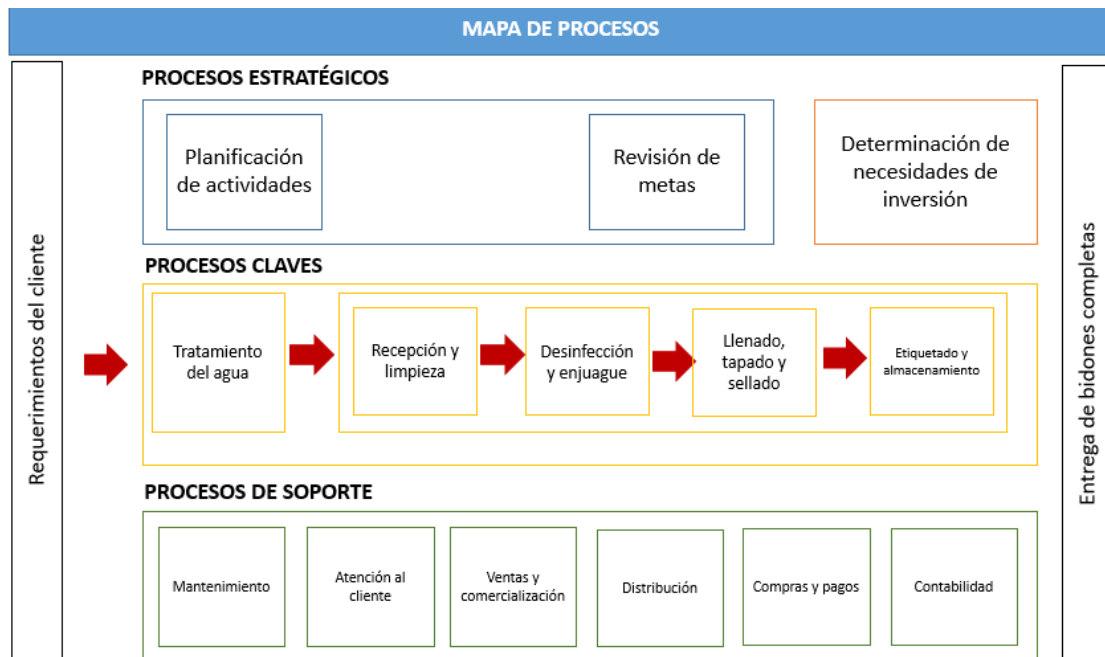 MAPA DE PROCESOS
Requerimientos del cliente
PROCESOS ESTRATÉGICOS
Planificación
de actividades
Revisión de
metas
Determinación de
necesidades de
inversión
PROCESOS CLAVES
Tratamiento
del agua
Recepción y
limpieza
Desinfección
y enjuague
Llenado,
tapado y
sellado
Etiquetado y
almacenamiento
PROCESOS DE SOPORTE
Mantenimiento
Atención al
cliente
Ventas y
comercialización
Distribución
Compras y pagos
Contabilidad
Entrega de bidones completas